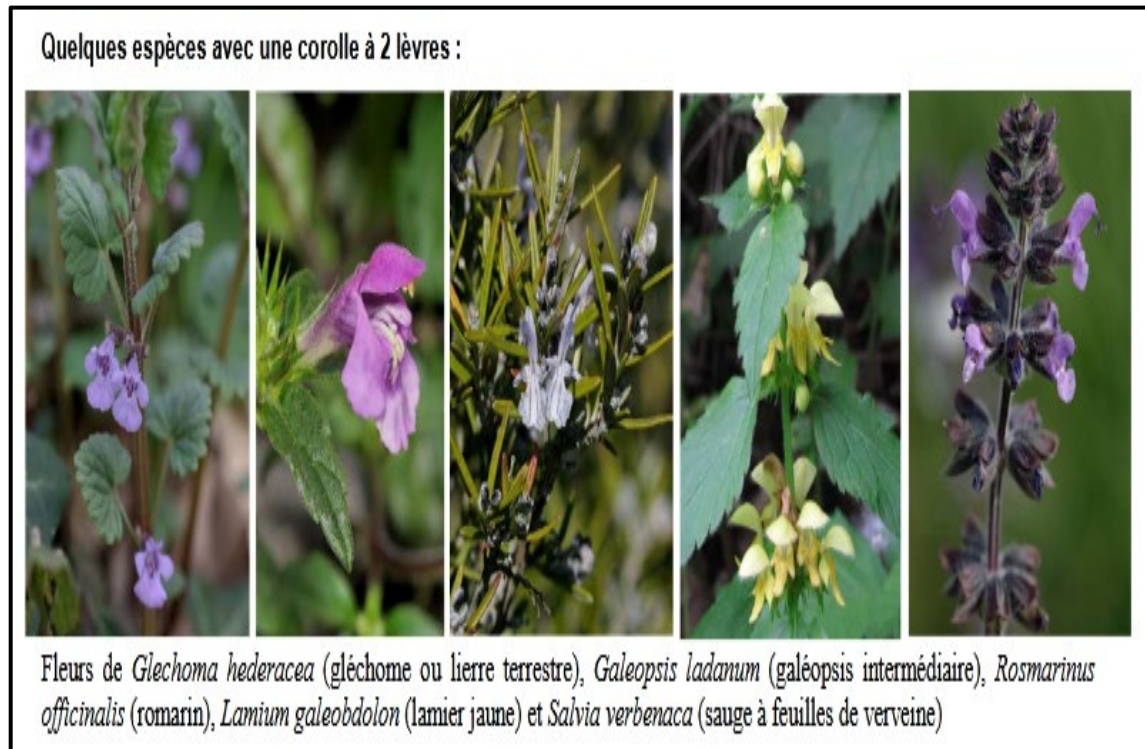 Quelques espèces avec une corolle à 2 lèvres :
Fleurs de Glechoma hederacea (gléchome ou lierre terrestre), Galeopsis ladanum (galéopsis intermédiaire), Rosmarinus
officinalis (romarin), Lamium galeobdolon (lamier jaune) et Salvia verbenaca (sauge à feuilles de verveine)